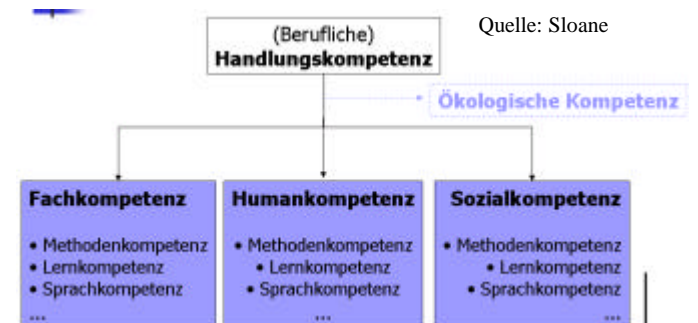 Quelle: Sloane
(Berufliche)
Handlungskompetenz
Ökologische Kompetenz
Fachkompetenz
• Methodenkompetenz
• Lernkompetenz
• Sprachkompetenz
...
Humankompetenz
• Methodenkompetenz
• Lernkompetenz
• Sprachkompetenz
...
Sozialkompetenz
• Methodenkompetenz
• Lernkompetenz
• Sprachkompetenz
...